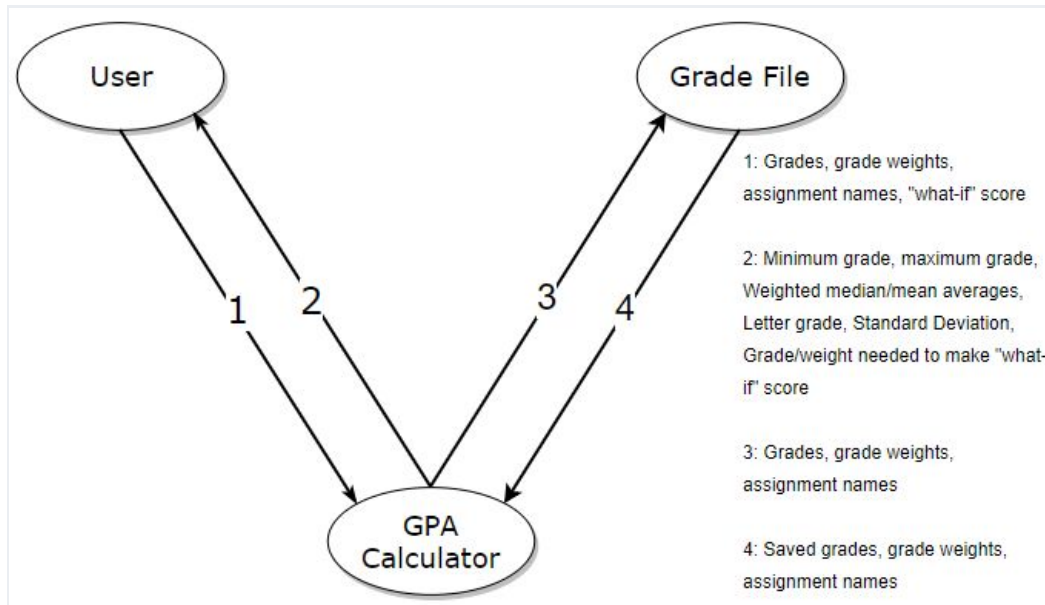 User
Grade File
1: Grades, grade weights,
assignment names, "what-if" score
2: Minimum grade, maximum grade,
Weighted median/mean averages,
Letter grade, Standard Deviation,
Grade/weight needed to make "what-
if" score
1
2
3
4
3: Grades, grade weights,
assignment names
GPA
Calculator
4: Saved grades, grade weights,
assignment names